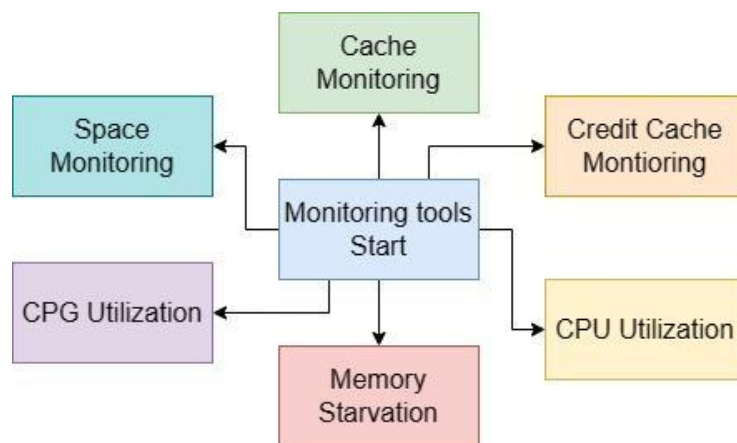 Cache
Monitoring
Space
Monitoring
Credit Cache
Montioring
Monitoring tools
Start
CPG Utilization
CPU Utilization
Memory
Starvation